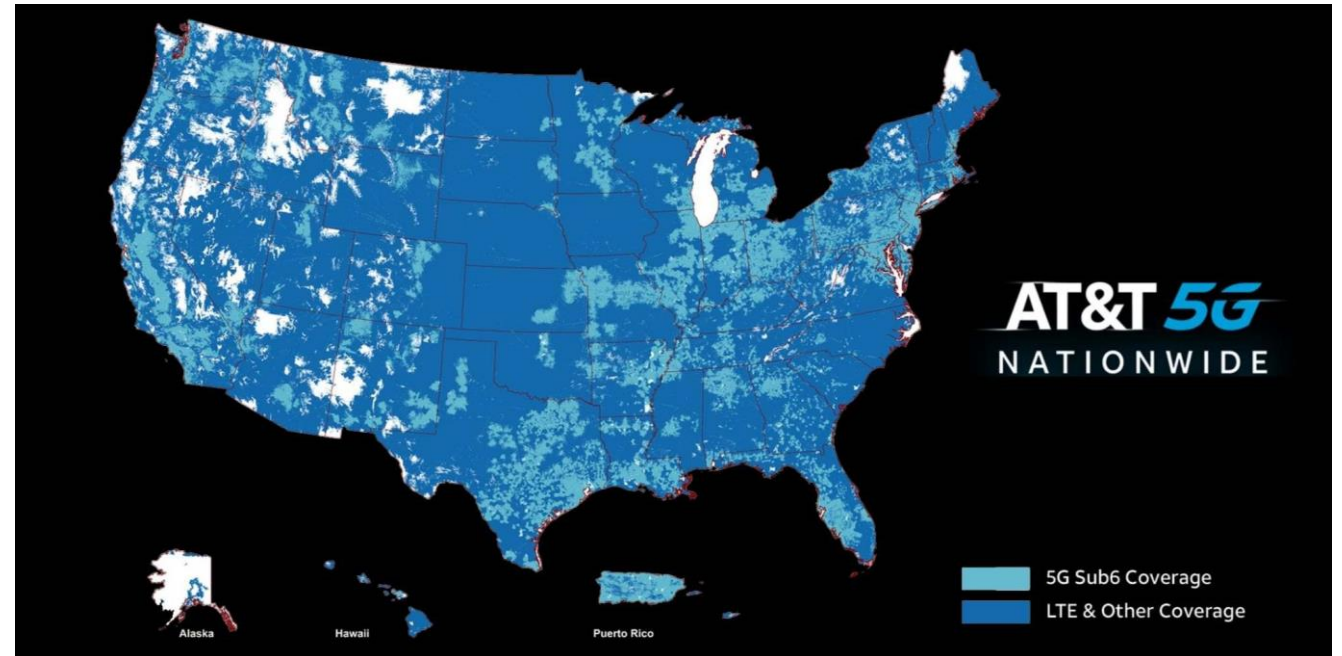 AT&T 5G
NATIONWIDE
5G Sub6 Coverage
LTE & Other Coverage
Alaska
Hawaii
Puerto Rico